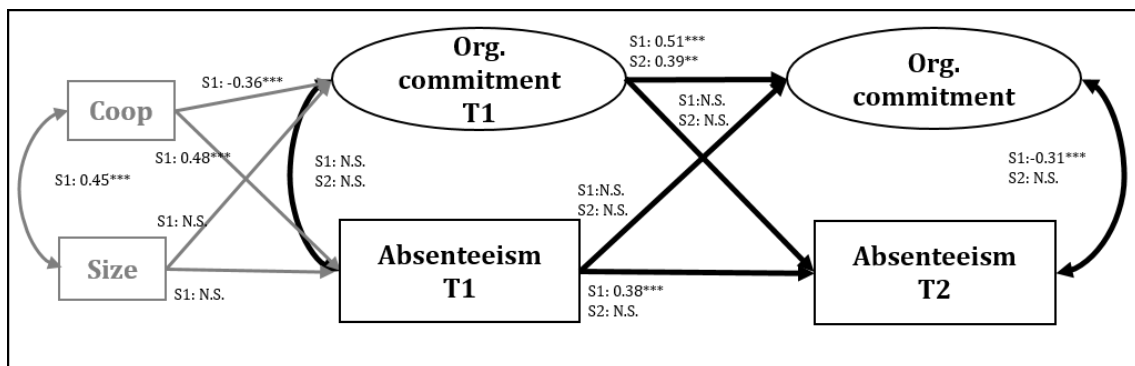 S1: -0.36***
Coop
S1: 0.48***
S1: 0.45***
S1: N.S.
Size
S1: N.S.
Org.
commitment
T1
S1: N.S.
S2: N.S.
Absenteeism
T1
S1: 0.51***
S2: 0.39**
S1:N.S.
S2: N.S.
S1:N.S.
S2: N.S.
S1: 0.38***
S2: N.S.
Org.
commitment
S1:-0.31***
S2: N.S.
Absenteeism
T2